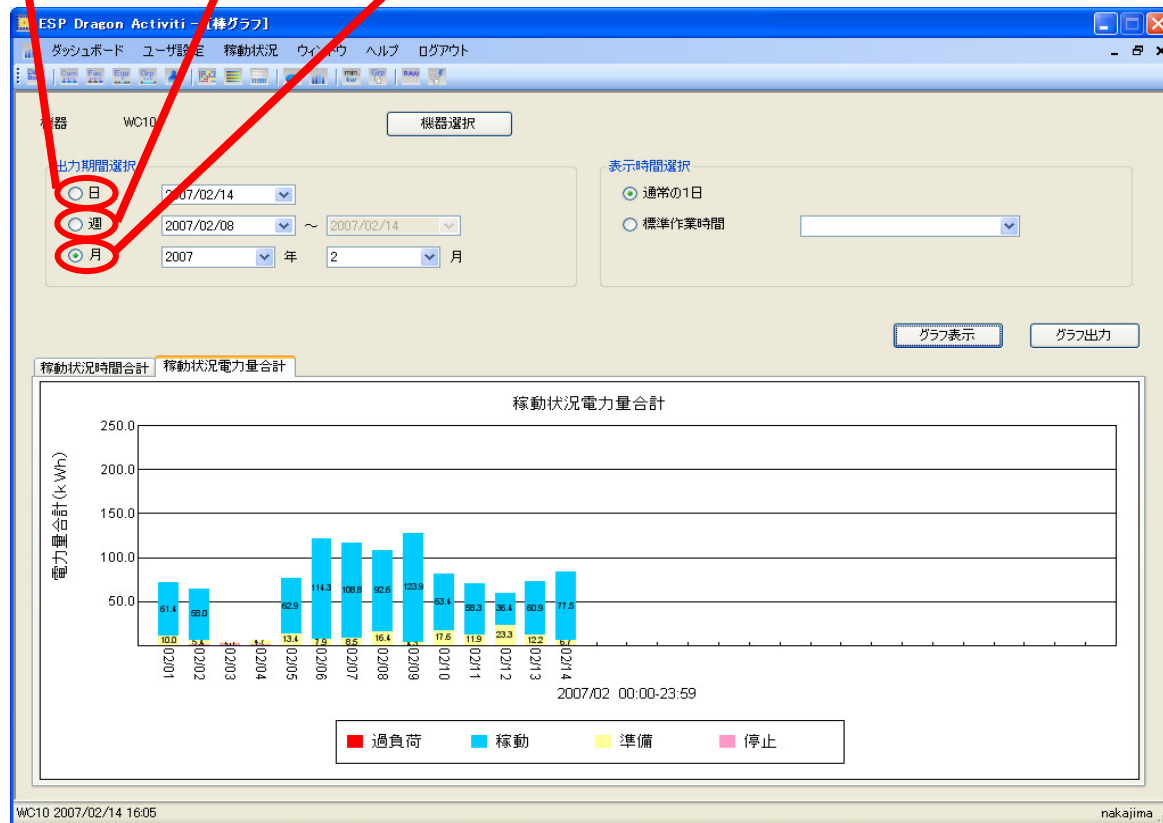 ESP Dragon Activiti - [棒グラフ]
ダッシュボード ユーザ設定 稼動状況 ウィンドウ ヘルプ ログアウト
機器 WC10 機器選択
出力期間選択
日 2007/02/14
週 2007/02/08 ～ 2007/02/14
月 2007 年 2 月
表示時間選択
通常の1日
標準作業時間
グラフ表示 グラフ出力
稼動状況時間合計 稼動状況電力量合計
稼動状況電力量合計
電力量合計(kWh)
250.0
200.0
150.0
100.0
50.0
61.4 58.0 62.9 114.3 108.8 92.6 123.9 63.4 58.3 36.4 60.9 77.5
10.0 13.4 7.9 8.5 16.4 17.6 11.9 23.3 12.2
02/01 02/02 02/03 02/04 02/05 02/06 02/07 02/08 02/09 02/10 02/11 02/12 02/13 02/14
2007/02 00:00-23:59
過負荷 稼動 準備 停止
WC10 2007/02/14 16:05 nakajima